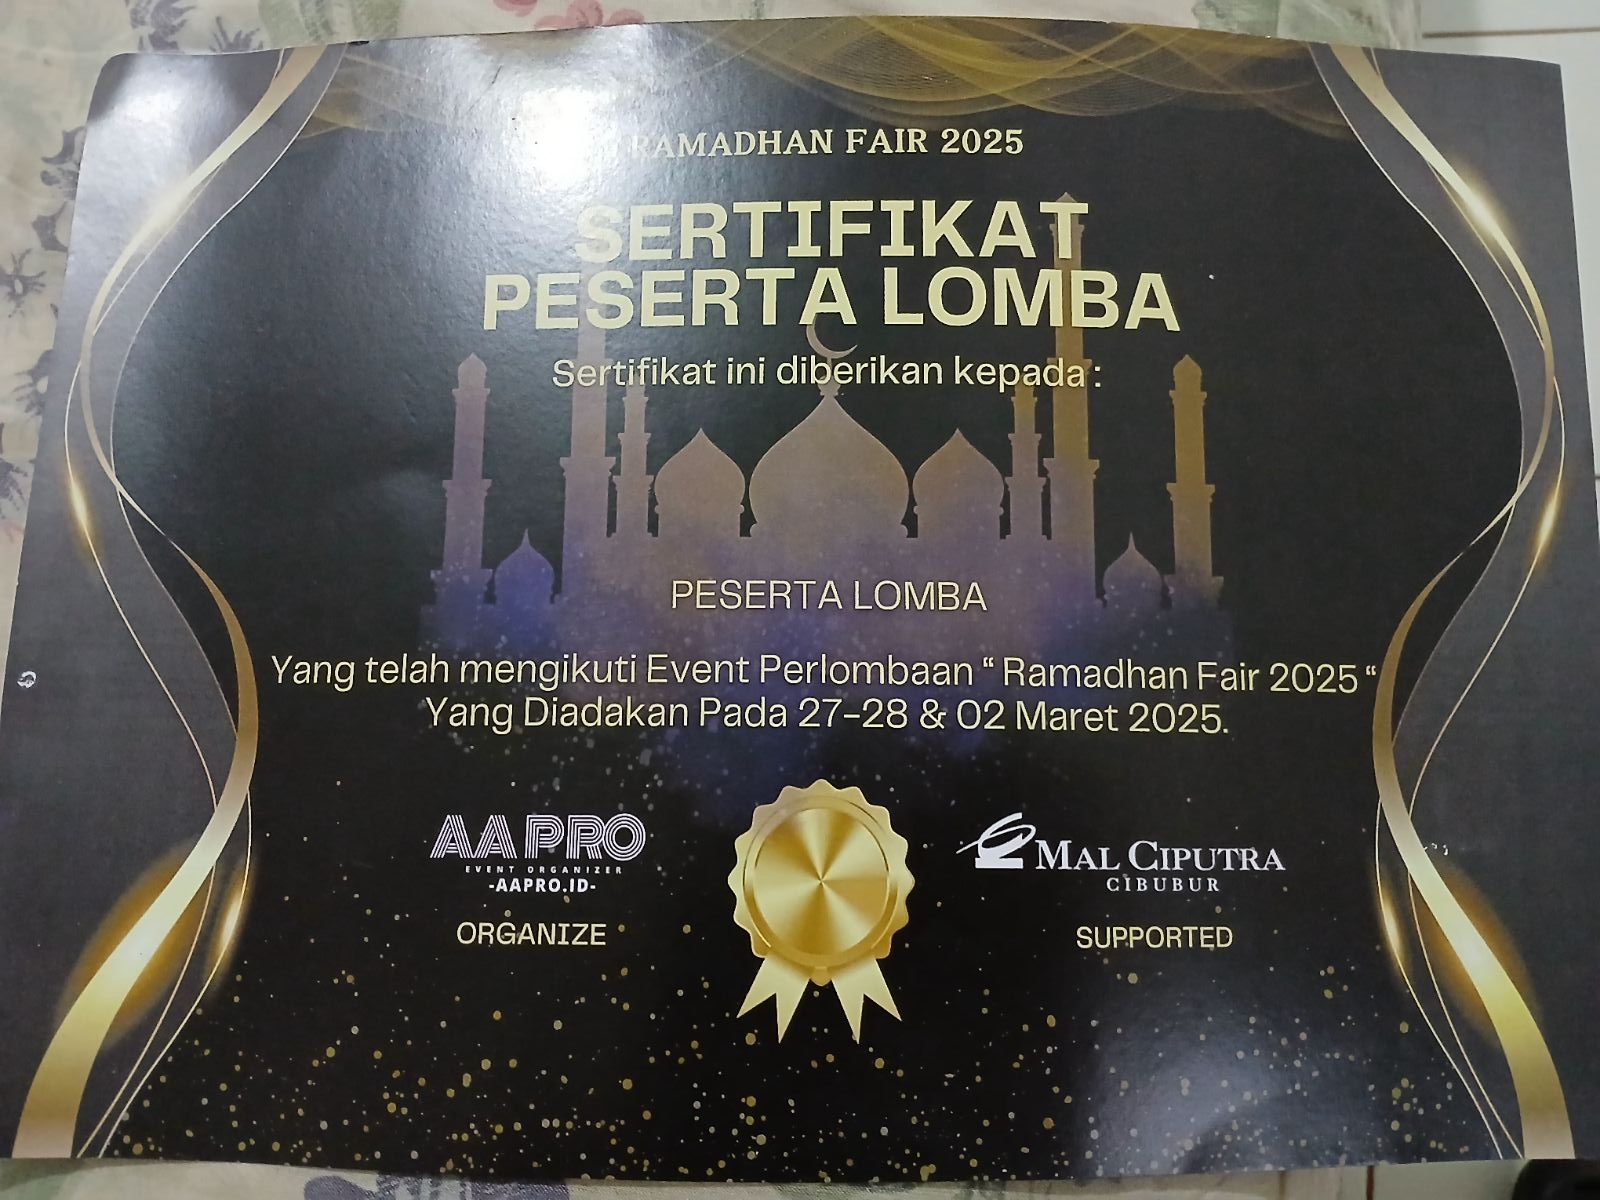 RAMADHAN FAIR 2025
SERTIFIKAT
PESERTA LOMBA
Sertifikat ini diberikan kepada :
PESERTA LOMBA
Yang telah mengikuti Event Perlombaan “ Ramadhan Fair 2025 “
Yang Diadakan Pada 27-28 & 02 Maret 2025.
AA PRO
EVENT ORGANIZER
-AAPRO.ID-
ORGANIZE
MAL CIPUTRA
CIBUBUR
SUPPORTED